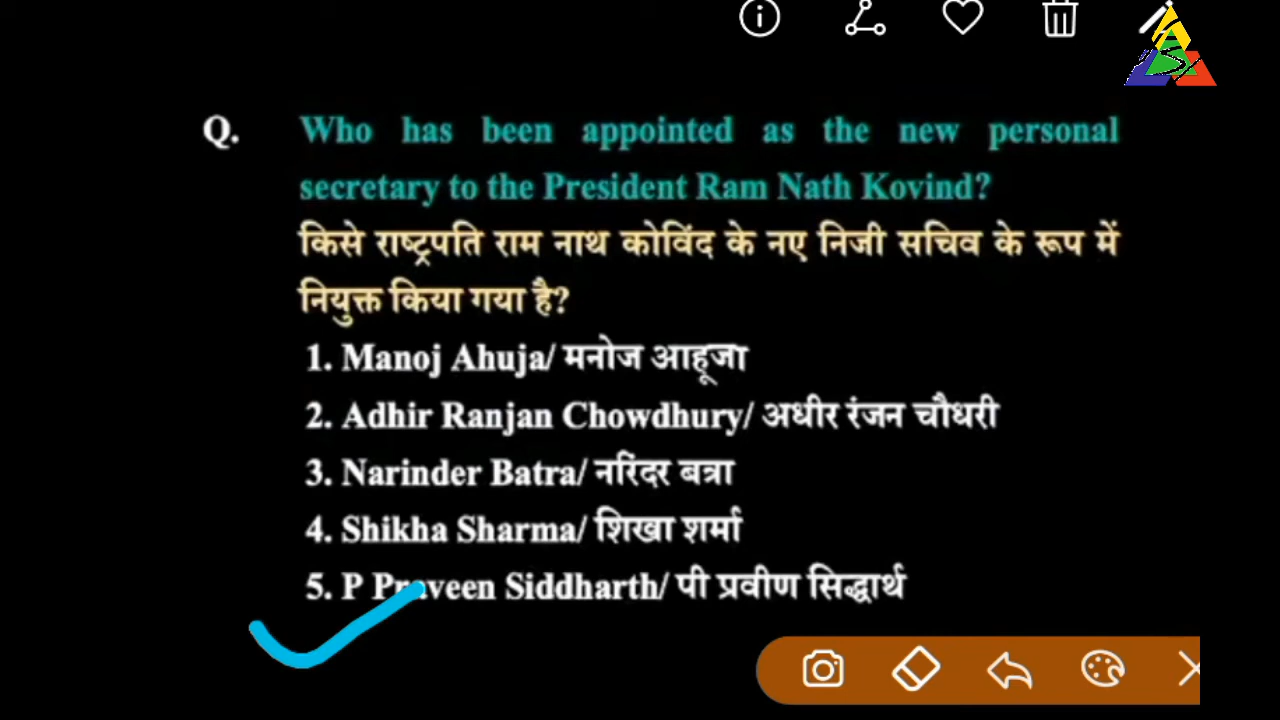 Q. Who has been appointed as the new personal
secretary to the President Ram Nath Kovind?
किसे राष्ट्रपति राम नाथ कोविंद के नए निजी सचिव के रूप में
नियुक्त किया गया है?
1. Manoj Ahuja/ मनोज आहूजा
2. Adhir Ranjan Chowdhury/ अधीर रंजन चौधरी
3. Narinder Batra/ नरिंदर बत्रा
4. Shikha Sharma/ शिखा शर्मा
5. P Praveen Siddharth/ पी प्रवीण सिद्धार्थ